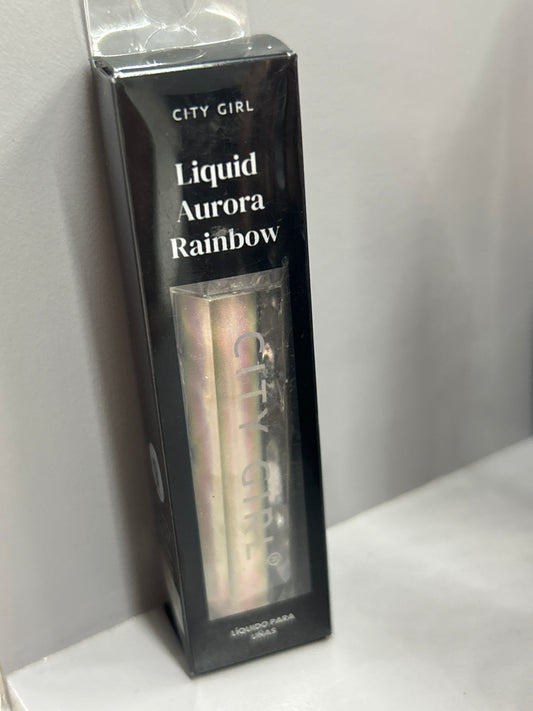 CITY GIRL
Liquid
Aurora
Rainbow
CITY GIRL®
LÍQUIDO PARA
UÑAS